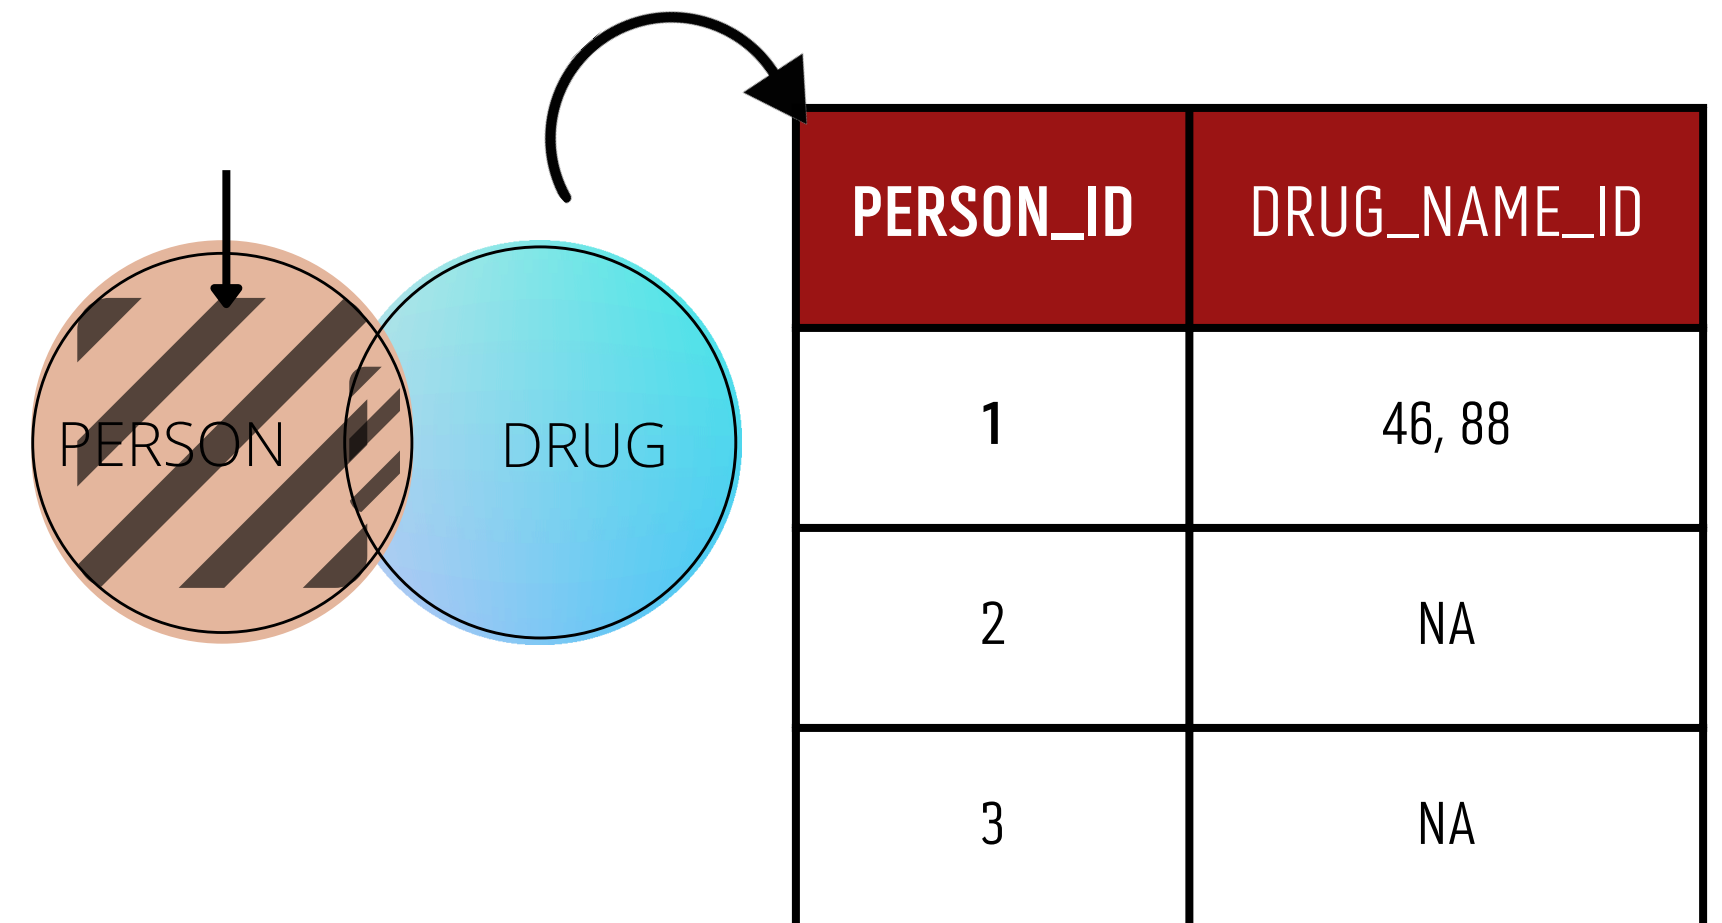 PERSON
DRUG
PERSON_ID DRUG_NAME_ID
1 46, 88
2 NA
3 NA